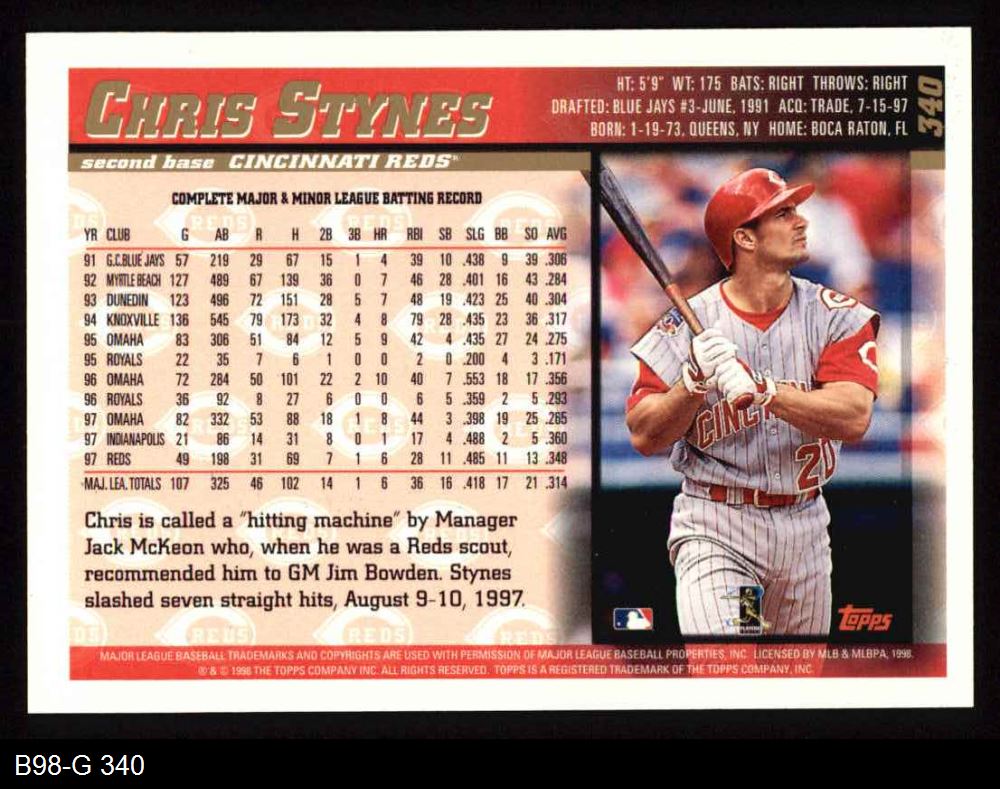 CHRIS STYNES
HT: 5'9" WT: 175 BATS: RIGHT THROWS: RIGHT
DRAFTED: BLUE JAYS #3-JUNE, 1991 ACQ: TRADE, 7-15-97
BORN: 1-19-73, QUEENS, NY HOME: BOCA RATON, FL
340
second base CINCINNATI REDS
COMPLETE MAJOR & MINOR LEAGUE BATTING RECORD
YR CLUB G AB R H 2B 3B HR RBI SB SLG BB SO AVG
91 G.C.BLUE JAYS 57 219 29 67 15 1 4 39 10 .438 9 39 .306
92 MYRTLE BEACH 127 489 67 139 36 0 7 46 28 .401 16 43 .284
93 DUNEDIN 123 496 72 151 28 5 7 48 19 .423 25 40 .304
94 KNOXVILLE 136 545 79 173 32 4 8 79 28 .435 23 36 .317
95 OMAHA 83 306 51 84 12 5 9 42 4 .435 27 24 .275
95 ROYALS 22 35 7 6 1 0 0 2 0 .200 4 3 .171
96 OMAHA 72 284 50 101 22 2 10 40 7 .553 18 17 .356
96 ROYALS 36 92 8 27 6 0 0 6 5 .359 2 5 .293
97 OMAHA 82 332 53 88 18 1 8 44 3 .398 19 25 .265
97 INDIANAPOLIS 21 86 14 31 8 0 1 17 4 .488 2 5 .360
97 REDS 49 198 31 69 7 1 6 28 11 .485 11 13 .348
MAJ. LEA. TOTALS 107 325 46 102 14 1 6 36 16 .418 17 21 .314
Chris is called a "hitting machine" by Manager
Jack McKeon who, when he was a Reds scout,
recommended him to GM Jim Bowden. Stynes
slashed seven straight hits, August 9-10, 1997.
CINCINNATI
20
Topps
MAJOR LEAGUE BASEBALL TRADEMARKS AND COPYRIGHTS ARE USED WITH PERMISSION OF MAJOR LEAGUE BASEBALL PROPERTIES, INC. LICENSED BY MLB & MLBPA, 1998.
® & © 1998 THE TOPPS COMPANY, INC. ALL RIGHTS RESERVED. TOPPS IS A REGISTERED TRADEMARK OF THE TOPPS COMPANY, INC.
B98-G 340